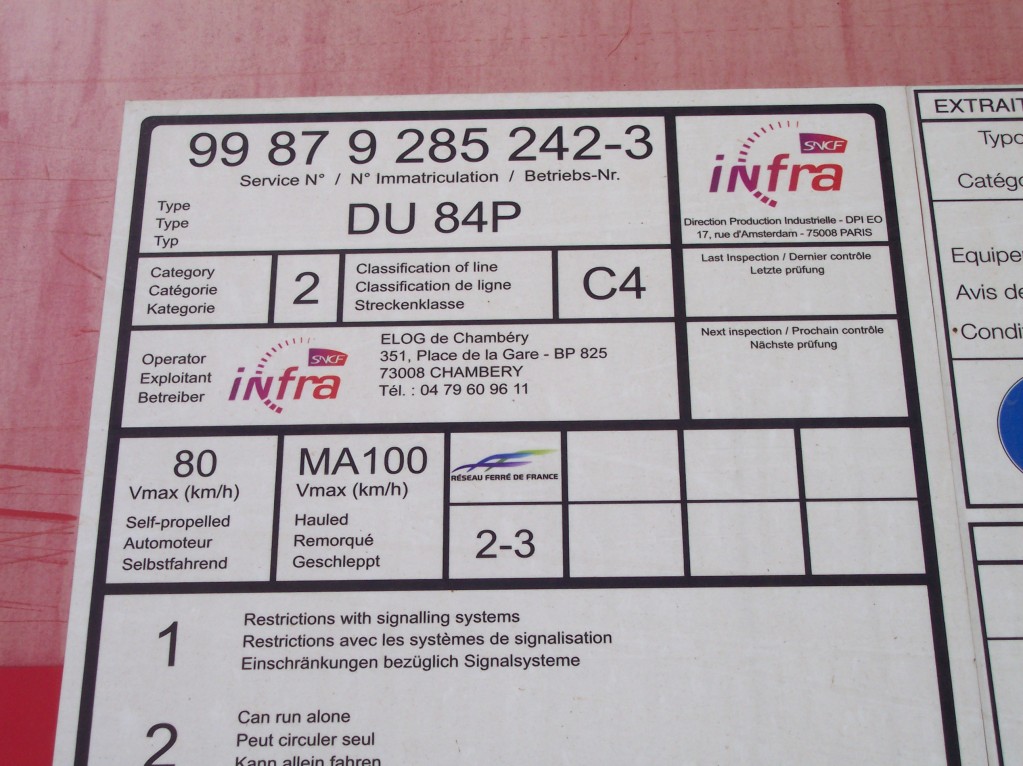 99 87 9 285 242-3
Service N° / N° Immatriculation / Betriebs-Nr.
Type
Type
Typ
DU 84P
SNCF
infra
Direction Production Industrielle - DPI EO
17, rue d'Amsterdam - 75008 PARIS
Category
Catégorie
Kategorie
2
Classification of line
Classification de ligne
Streckenklasse
C4
Last Inspection / Dernier contrôle
Letzte prüfung
Operator
Exploitant
Betreiber
SNCF
infra
ELOG de Chambéry
351, Place de la Gare - BP 825
73008 CHAMBERY
Tél. : 04 79 60 96 11
Next inspection / Prochain contrôle
Nächste prüfung
80
Vmax (km/h)
Self-propelled
Automoteur
Selbstfahrend
MA100
Vmax (km/h)
Hauled
Remorqué
Geschleppt
RÉSEAU FERRÉ DE FRANCE
2-3
1
Restrictions with signalling systems
Restrictions avec les systèmes de signalisation
Einschränkungen bezüglich Signalsysteme
2
Can run alone
Peut circuler seul
Kann allein fahren
EXTRAIT
Type
Catégo
Equipe
Avis de
Condi